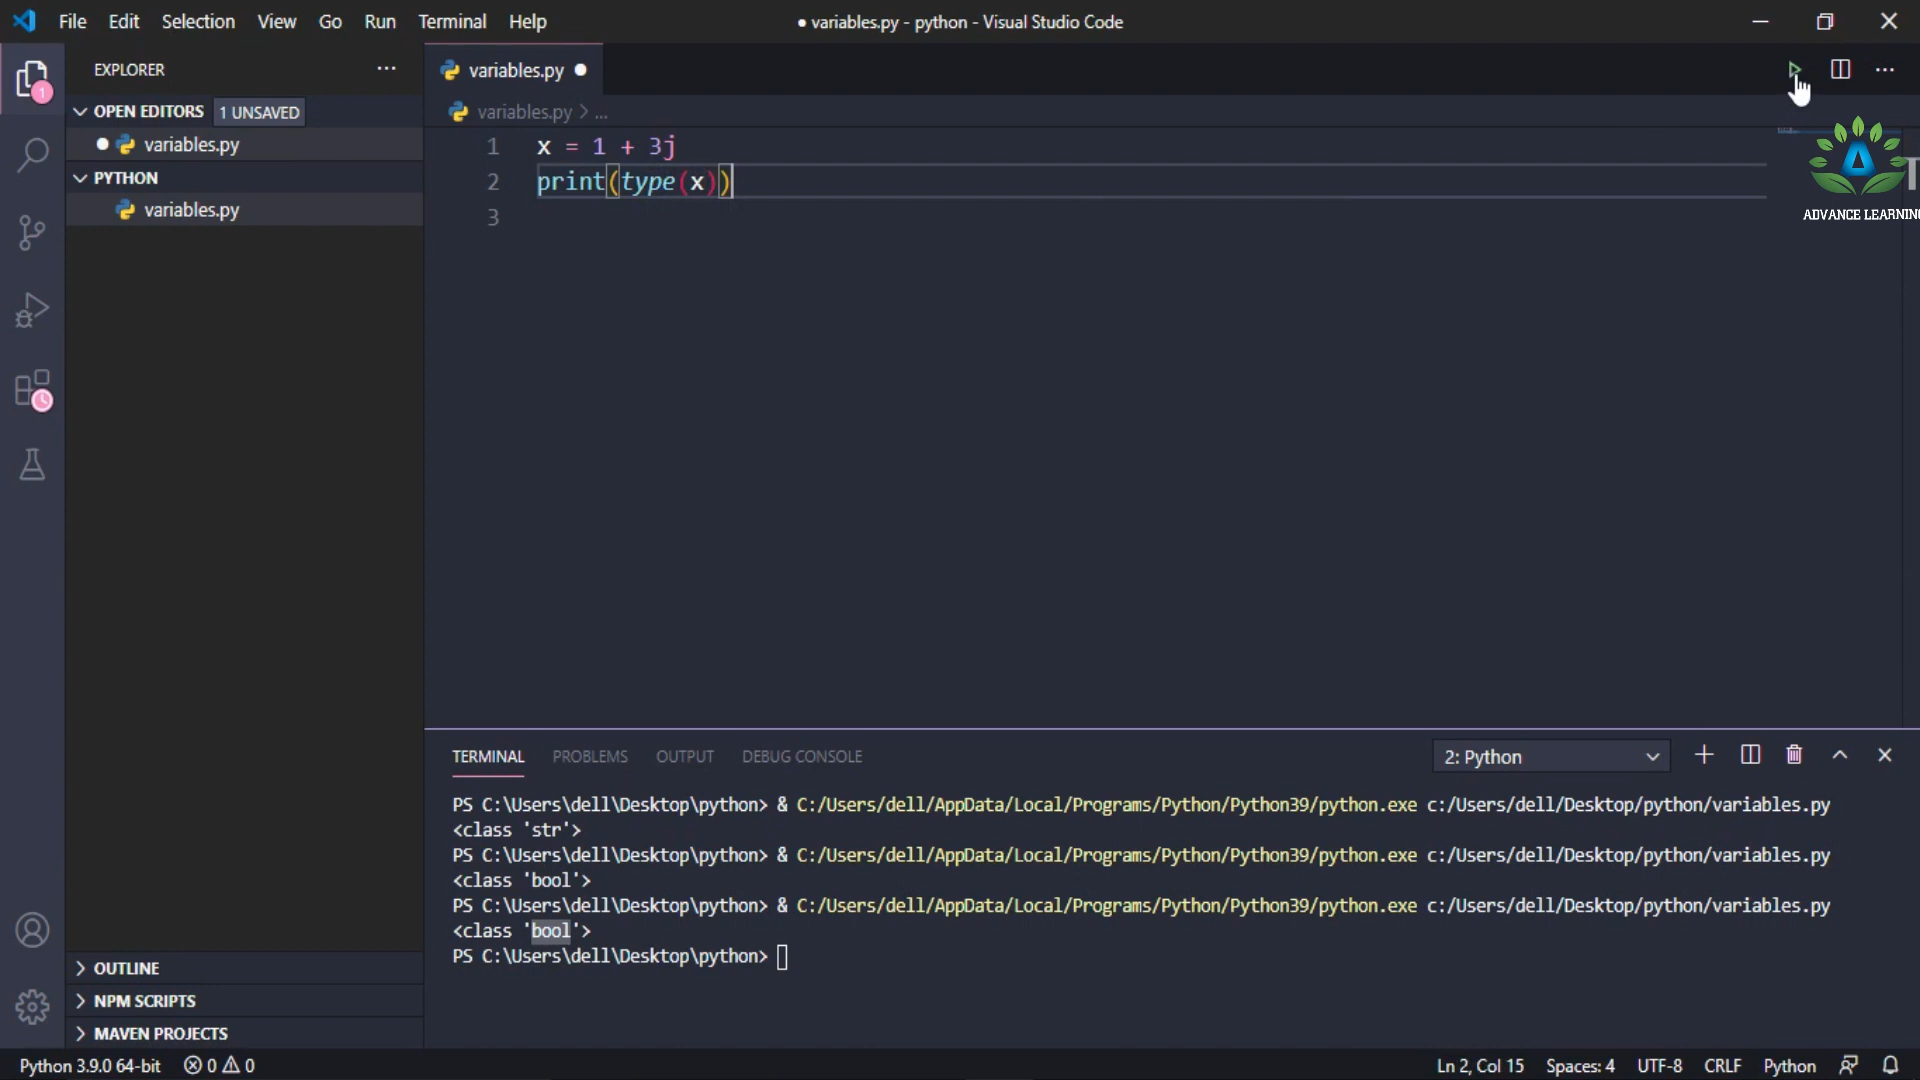 File Edit Selection View Go Run Terminal Help
● variables.py - python - Visual Studio Code
EXPLORER
1
OPEN EDITORS 1 UNSAVED
variables.py
PYTHON
variables.py
OUTLINE
NPM SCRIPTS
MAVEN PROJECTS
variables.py
variables.py > ...
1 x = 1 + 3j
2 print(type(x))
3
ADVANCE LEARNING
TERMINAL PROBLEMS OUTPUT DEBUG CONSOLE 2: Python
PS C:\Users\dell\Desktop\python> & C:/Users/dell/AppData/Local/Programs/Python/Python39/python.exe c:/Users/dell/Desktop/python/variables.py
<class 'str'>
PS C:\Users\dell\Desktop\python> & C:/Users/dell/AppData/Local/Programs/Python/Python39/python.exe c:/Users/dell/Desktop/python/variables.py
<class 'bool'>
PS C:\Users\dell\Desktop\python> & C:/Users/dell/AppData/Local/Programs/Python/Python39/python.exe c:/Users/dell/Desktop/python/variables.py
<class 'bool'>
PS C:\Users\dell\Desktop\python>
Python 3.9.0 64-bit 0 0 Ln 2, Col 15 Spaces: 4 UTF-8 CRLF Python